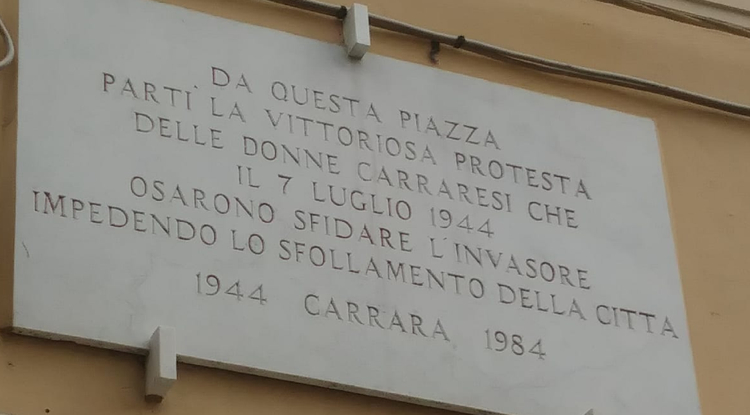 DA QUESTA PIAZZA
PARTÌ LA VITTORIOSA PROTESTA
DELLE DONNE CARRARESI CHE
IL 7 LUGLIO 1944
OSARONO SFIDARE L'INVASORE
IMPEDENDO LO SFOLLAMENTO DELLA CITTA
1944 CARRARA 1984